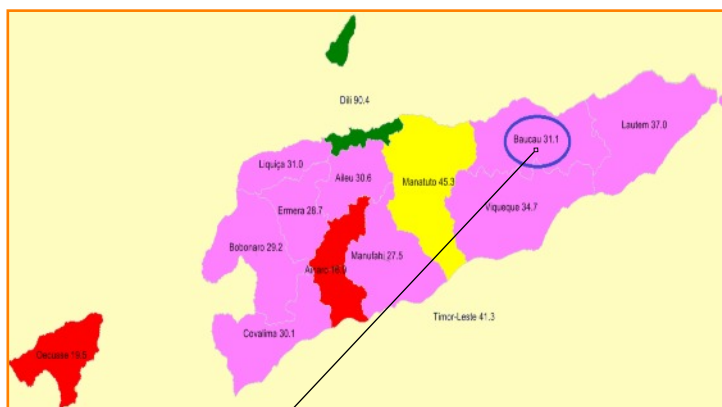 Dili 90.4
Lautem 37.0
Baucau 31.1
Liquiça 31.0
Aileu 30.6
Manatuto 45.3
Viqueque 34.7
Ermera 28.7
Bobonaro 29.2
Manufahi 27.5
Timor-Leste 41.3
Covalima 30.1